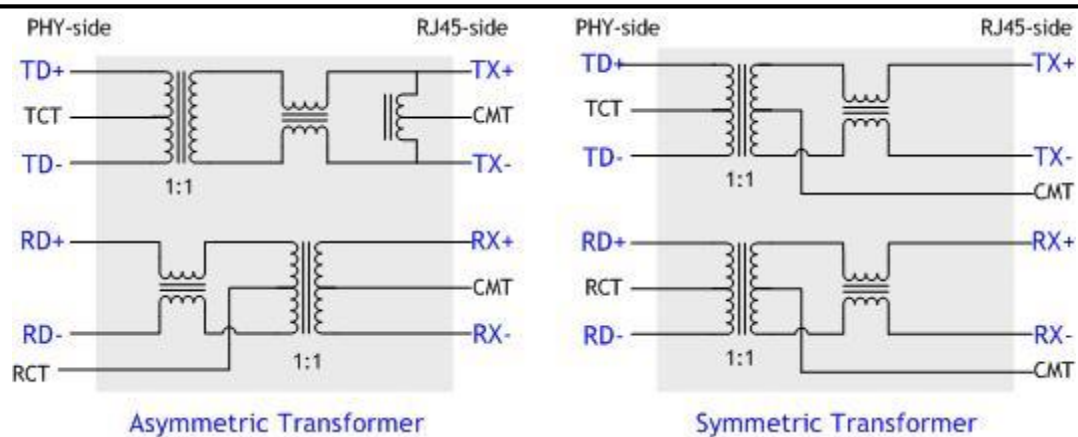 PHY-side RJ45-side
TD+ TX+
TCT CMT
TD- TX-
1:1
RD+ RX+
CMT
RD- RX-
1:1
RCT
Asymmetric Transformer
PHY-side RJ45-side
TD+ TX+
TCT
TD- TX-
1:1
CMT
RD+ RX+
RCT
RD- RX-
1:1
CMT
Symmetric Transformer